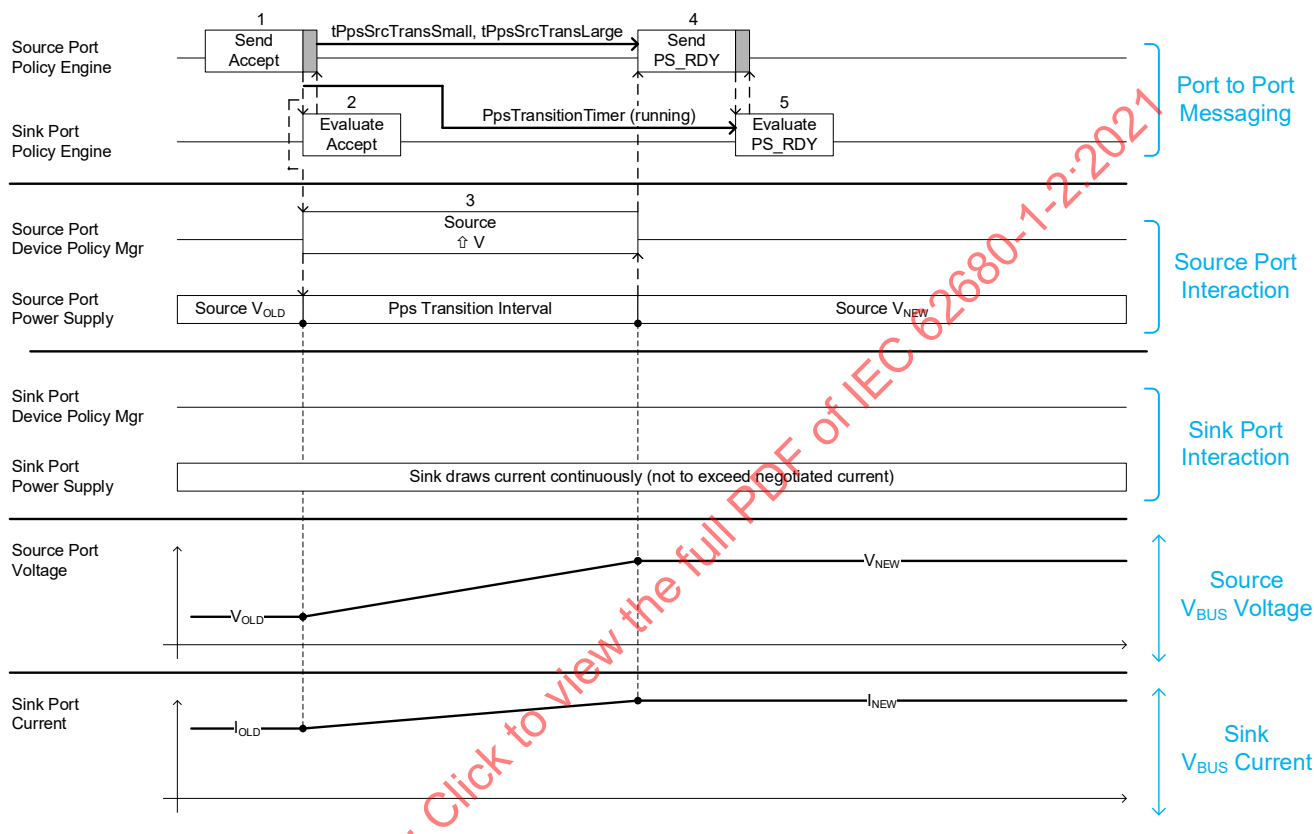 1
Send
Accept
tPpsSrcTransSmall, tPpsSrcTransLarge
4
Send
PS_RDY
Source Port
Policy Engine
2
Evaluate
Accept
PpsTransitionTimer (running)
5
Evaluate
PS_RDY
Sink Port
Policy Engine
Port to Port
Messaging
Source Port
Device Policy Mgr
3
Source
⇧ V
Source Port
Power Supply
Source VOLD
Pps Transition Interval
Source VNEW
Source Port
Interaction
Sink Port
Device Policy Mgr
Sink Port
Power Supply
Sink draws current continuously (not to exceed negotiated current)
Sink Port
Interaction
Source Port
Voltage
VOLD
VNEW
Source
VBUS Voltage
Sink Port
Current
IOLD
INEW
Sink
VBUS Current
: Click to view the full PDF of IEC 62680-1-2:2021